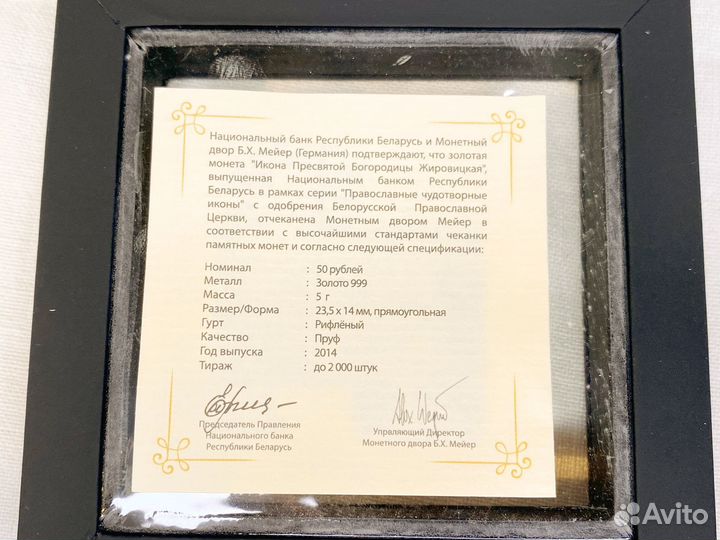 Национальный банк Республики Беларусь и Монетный
двор Б.Х. Мейер (Германия) подтверждают, что золотая
монета "Икона Пресвятой Богородицы Жировицкая",
выпущенная Национальным банком Республики
Беларусь в рамках серии "Православные чудотворные
иконы" с одобрения Белорусской Православной
Церкви, отчеканена Монетным двором Мейер в
соответствии с высочайшими стандартами чеканки
памятных монет и согласно следующей спецификации:
Номинал : 50 рублей
Металл : Золото 999
Масса : 5 г
Размер/Форма : 23,5 x 14 мм, прямоугольная
Гурт : Рифлёный
Качество : Пруф
Год выпуска : 2014
Тираж : до 2 000 штук
Председатель Правления
Национального банка
Республики Беларусь
Управляющий Директор
Монетного двора Б.Х. Мейер
Avito